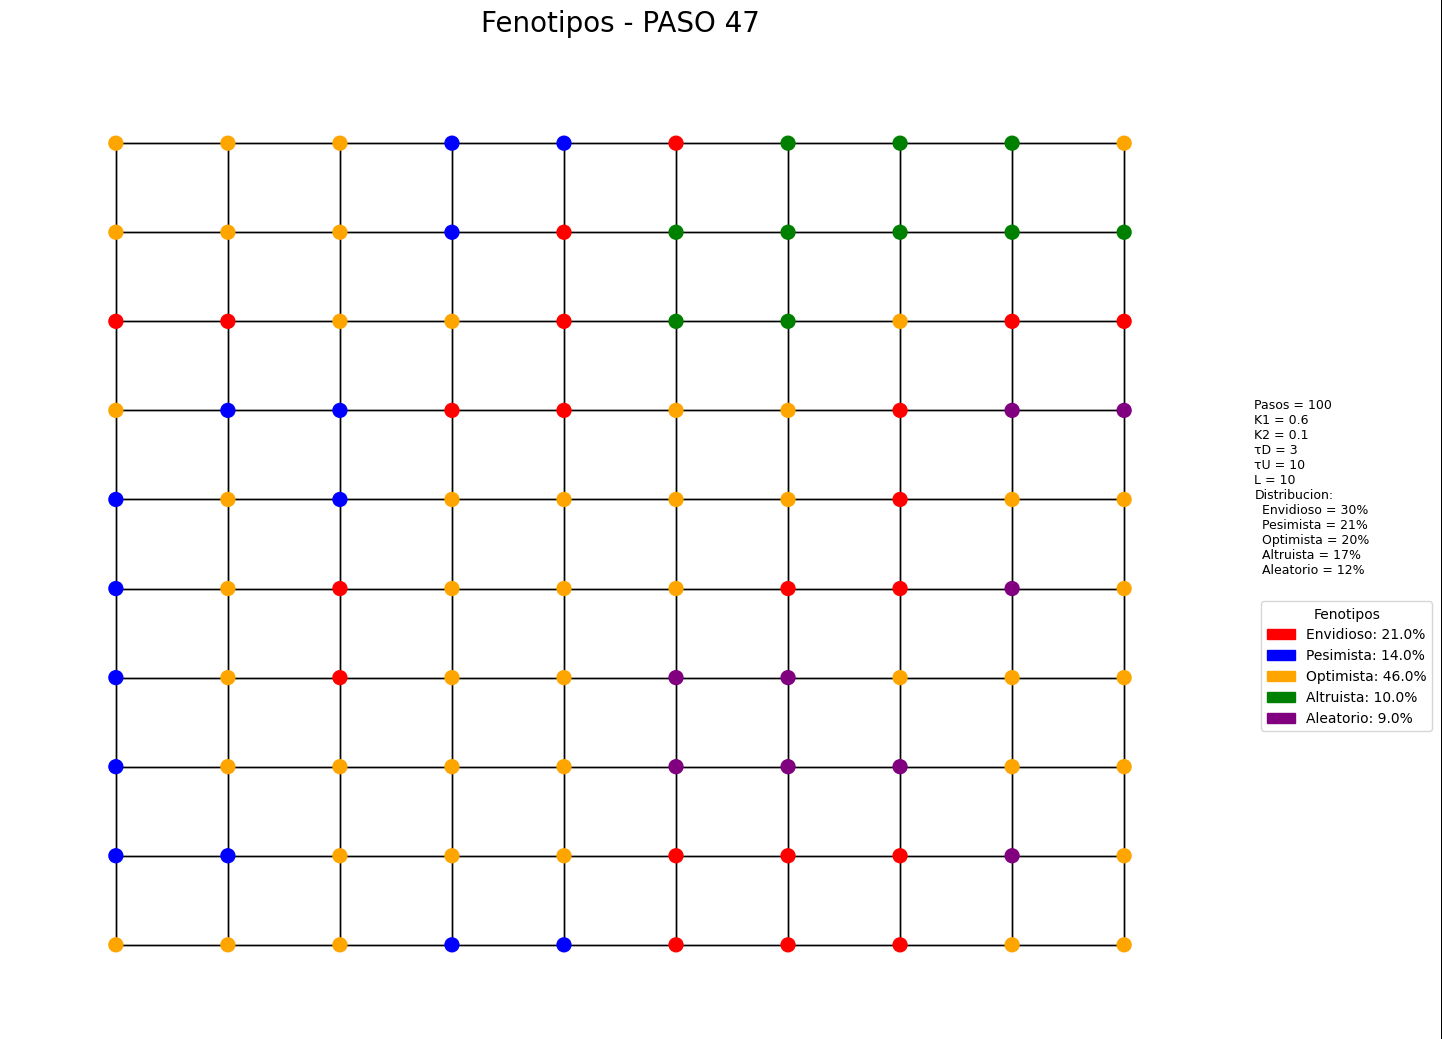 Fenotipos - PASO 47
Pasos = 100
K1 = 0.6
K2 = 0.1
τD = 3
τU = 10
L = 10
Distribucion:
Envidioso = 30%
Pesimista = 21%
Optimista = 20%
Altruista = 17%
Aleatorio = 12%
Fenotipos
Envidioso: 21.0%
Pesimista: 14.0%
Optimista: 46.0%
Altruista: 10.0%
Aleatorio: 9.0%